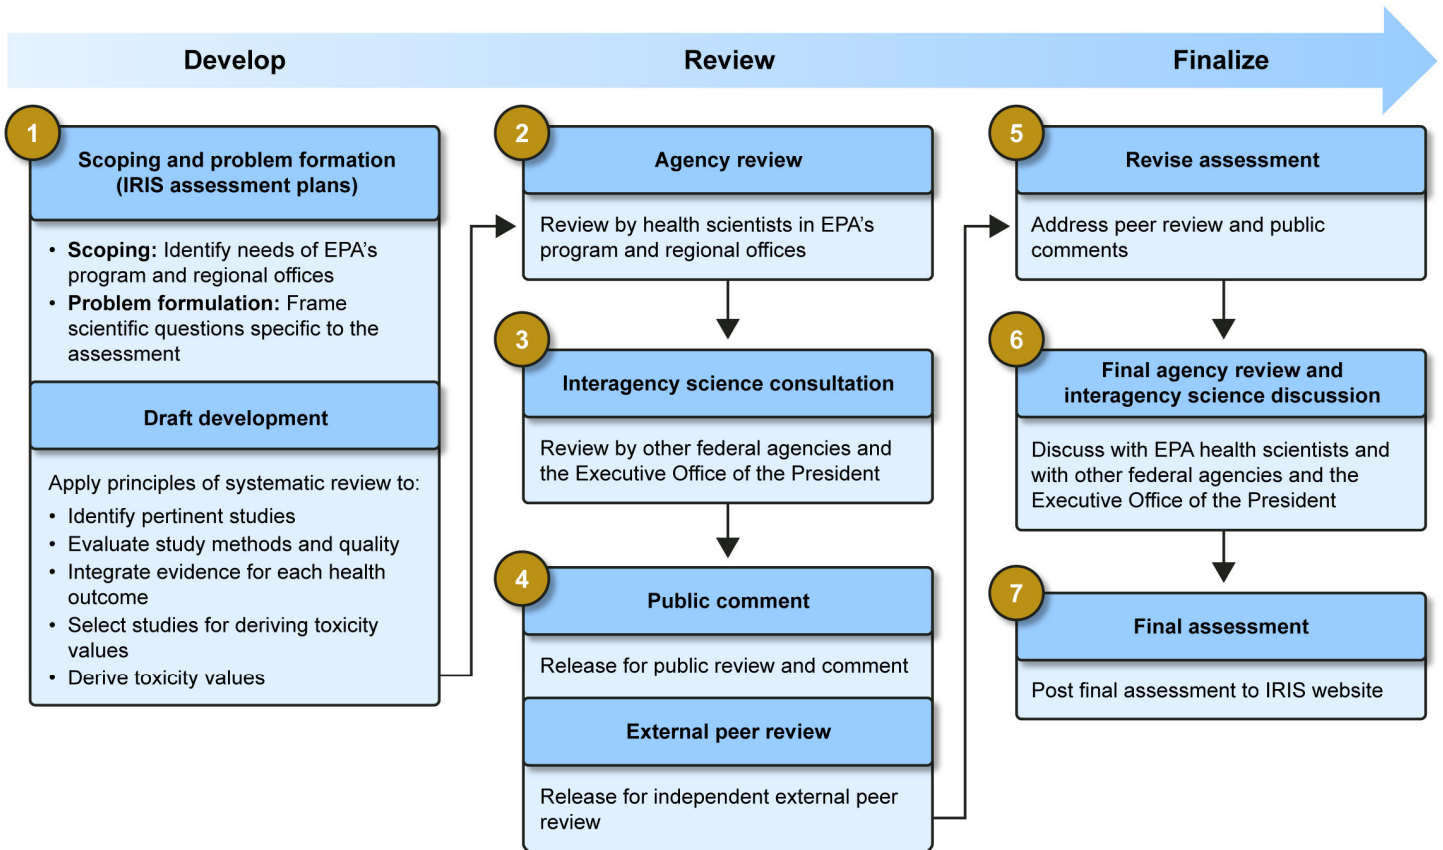 Develop
Review
Finalize
1
Scoping and problem formation
(IRIS assessment plans)
• Scoping: Identify needs of EPA's
program and regional offices
• Problem formulation: Frame
scientific questions specific to the
assessment
Draft development
Apply principles of systematic review to:
• Identify pertinent studies
• Evaluate study methods and quality
• Integrate evidence for each health
outcome
• Select studies for deriving toxicity
values
• Derive toxicity values
2
Agency review
Review by health scientists in EPA's
program and regional offices
3
Interagency science consultation
Review by other federal agencies and
the Executive Office of the President
4
Public comment
Release for public review and comment
External peer review
Release for independent external peer
review
5
Revise assessment
Address peer review and public
comments
6
Final agency review and
interagency science discussion
Discuss with EPA health scientists and
with other federal agencies and the
Executive Office of the President
7
Final assessment
Post final assessment to IRIS website